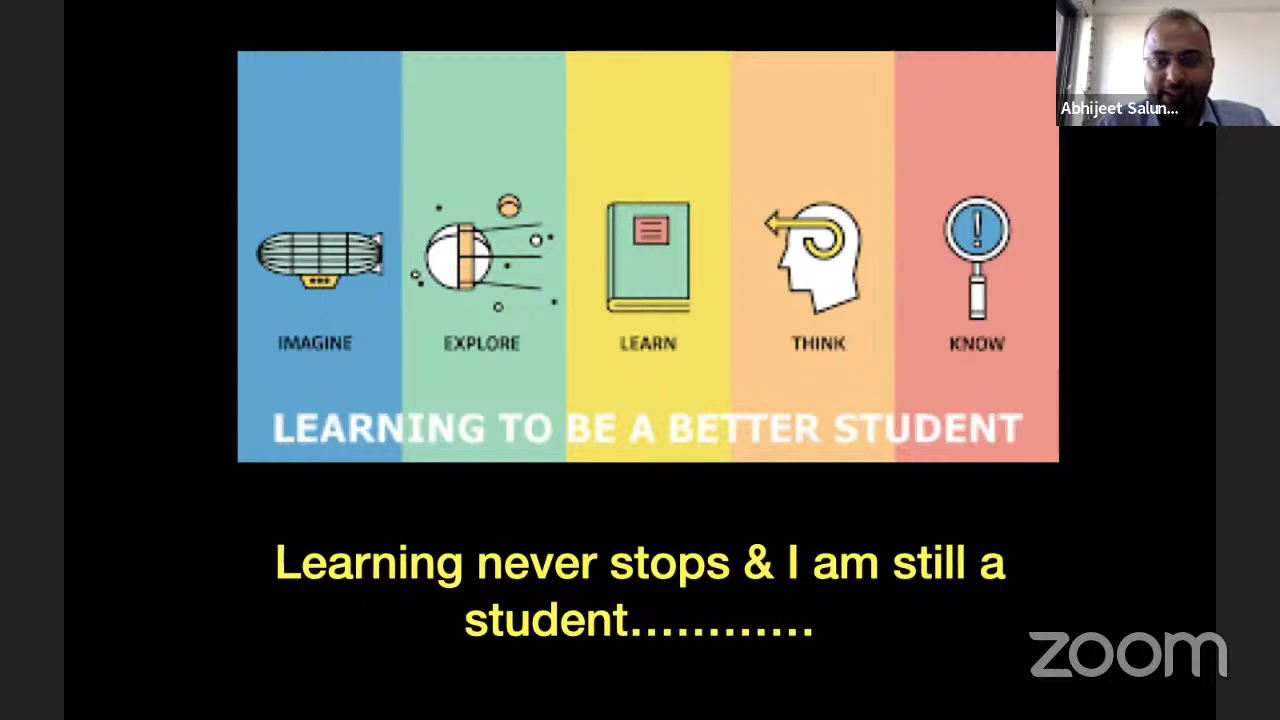 Abhijeet Salun...
IMAGINE
EXPLORE
LEARN
THINK
KNOW
LEARNING TO BE A BETTER STUDENT
Learning never stops & I am still a
student............
zoom